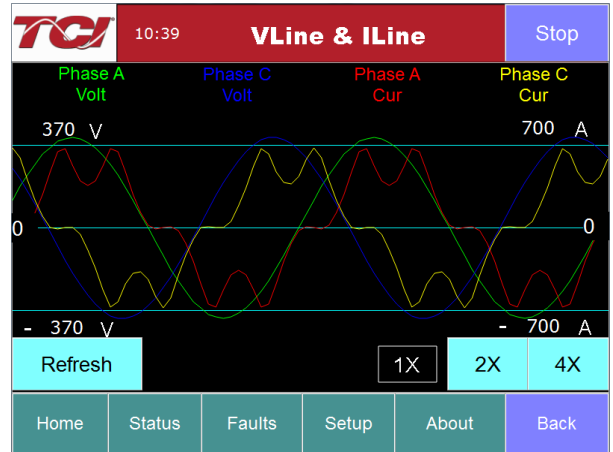 TCI 10:39 VLine & ILine Stop
Phase A Phase C Phase A Phase C
Volt Volt Cur Cur
370 V 700 A
0 0
- 370 V - 700 A
Refresh 1X 2X 4X
Home Status Faults Setup About Back